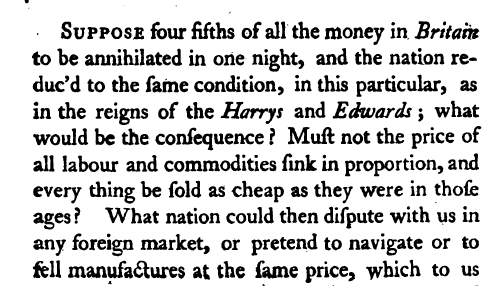 SUPPOSE four fifths of all the money in Britain
to be annihilated in one night, and the nation re-
duc'd to the ſame condition, in this particular, as
in the reigns of the Harrys and Edwards; what
would be the conſequence? Muſt not the price of
all labour and commodities ſink in proportion, and
every thing be ſold as cheap as they were in thoſe
ages? What nation could then diſpute with us in
any foreign market, or pretend to navigate or to
ſell manufactures at the ſame price, which to us